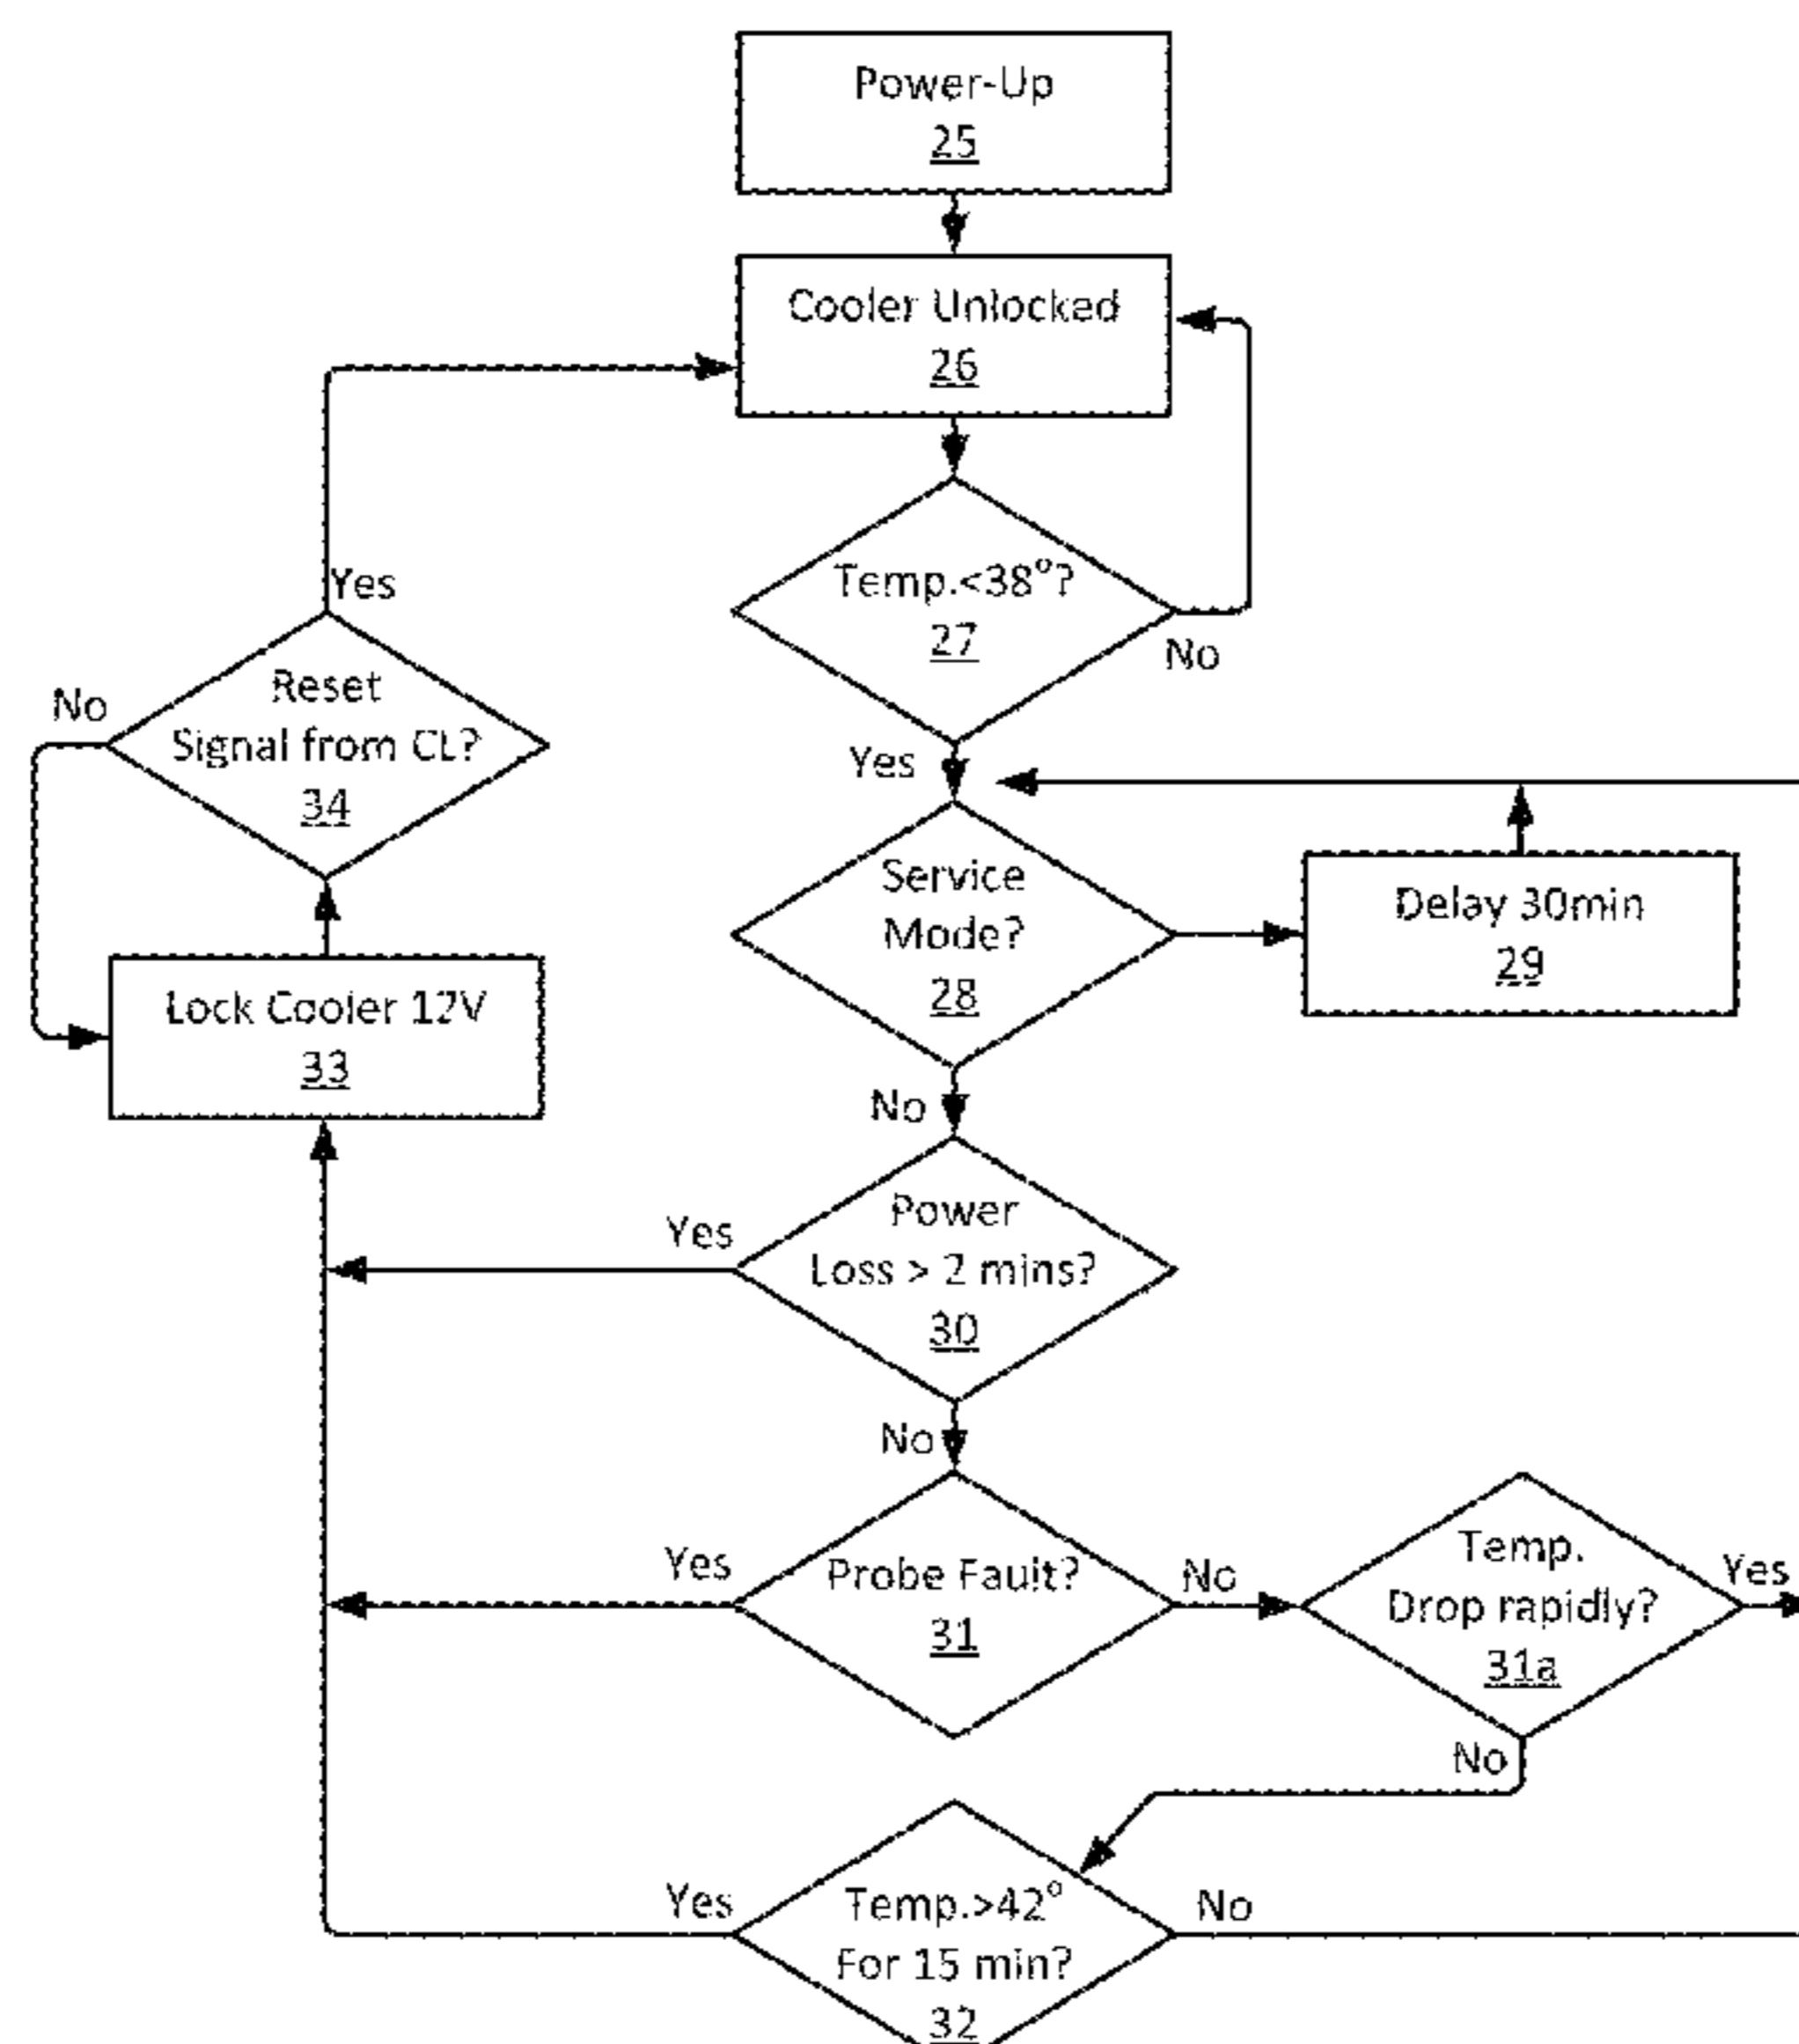 Power-Up
25
Cooler Unlocked
26
Temp.<38°?
27
No
Yes
Yes
Reset
Signal from CL?
34
No
Service
Mode?
28
Delay 30min
29
Lock Cooler 12V
33
No
Power
Loss > 2 mins?
30
Yes
No
Probe Fault?
31
Yes
No
Temp.
Drop rapidly?
31a
Yes
No
Temp.>42°
For 15 min?
32
Yes
No